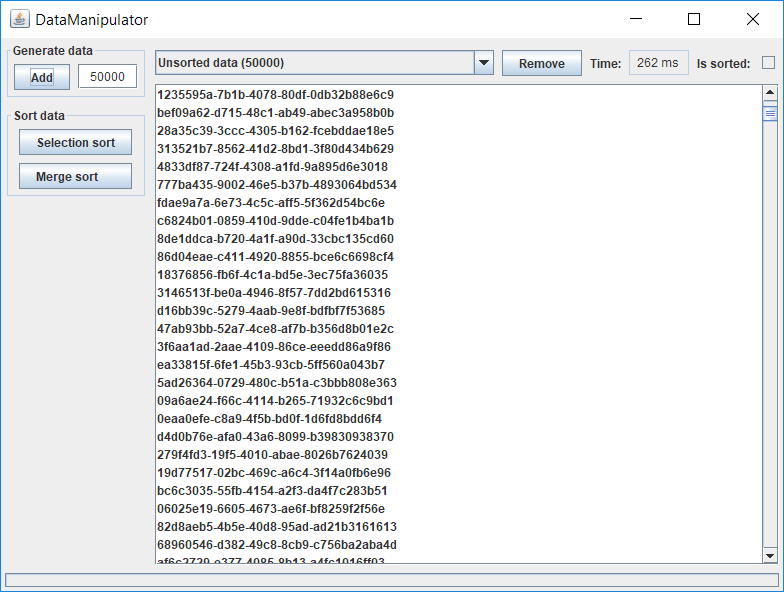 DataManipulator
Generate data
Add 50000
Sort data
Selection sort
Merge sort
Unsorted data (50000) Remove Time: 262 ms Is sorted:
1235595a-7b1b-4078-80df-0db32b88e6c9
bef09a62-d715-48c1-ab49-abec3a958b0b
28a35c39-3ccc-4305-b162-fcebddae18e5
313521b7-8562-41d2-8bd1-3f80d434b629
4833df87-724f-4308-a1fd-9a895d6e3018
777ba435-9002-46e5-b37b-4893064bd534
fdae9a7a-6e73-4c5c-aff5-5f362d54bc6e
c6824b01-0859-410d-9dde-c04fe1b4ba1b
8de1ddca-b720-4a1f-a90d-33cbc135cd60
86d04eae-c411-4920-8855-bce6c6698cf4
18376856-fb6f-4c1a-bd5e-3ec75fa36035
3146513f-be0a-4946-8f57-7dd2bd615316
d16bb39c-5279-4aab-9e8f-bdfbf7f53685
47ab93bb-52a7-4ce8-af7b-b356d8b01e2c
3f6aa1ad-2aae-4109-86ce-eeedd86a9f86
ea33815f-6fe1-45b3-93cb-5ff560a043b7
5ad26364-0729-480c-b51a-c3bbb808e363
09a6ae24-f66c-4114-b265-71932c6c9bd1
0eaa0efe-c8a9-4f5b-bd0f-1d6fd8bdd6f4
d4d0b76e-afa0-43a6-8099-b39830938370
279f4fd3-19f5-4010-abae-8026b7624039
19d77517-02bc-469c-a6c4-3f14a0fb6e96
bc6c3035-55fb-4154-a2f3-da4f7c283b51
06025e19-6605-4673-ae6f-bf8259f2f56e
82d8aeb5-4b5e-40d8-95ad-ad21b3161613
68960546-d382-49c8-8cb9-c756ba2aba4d